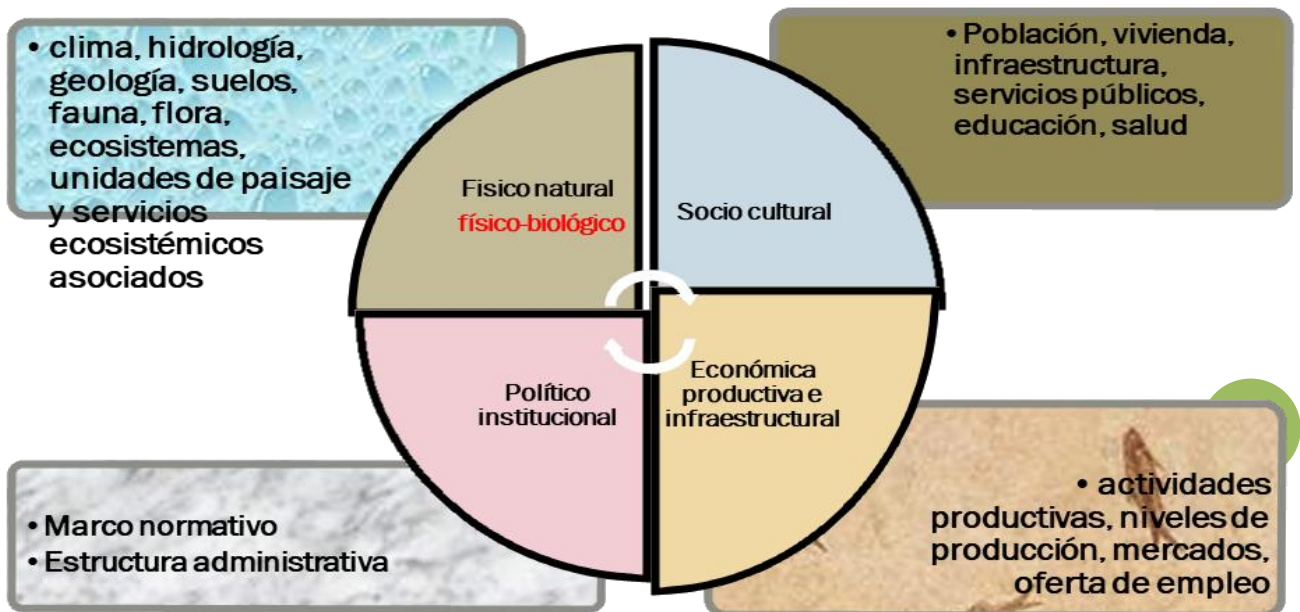 • clima, hidrología,
geología, suelos,
fauna, flora,
ecosistemas,
unidades de paisaje
y servicios
ecosistémicos
asociados
• Población, vivienda,
infraestructura,
servicios públicos,
educación, salud
Fisico natural
físico-biológico
Socio cultural
Político
institucional
Económica
productiva e
infraestructural
• Marco normativo
• Estructura administrativa
• actividades
productivas, niveles de
producción, mercados,
oferta de empleo